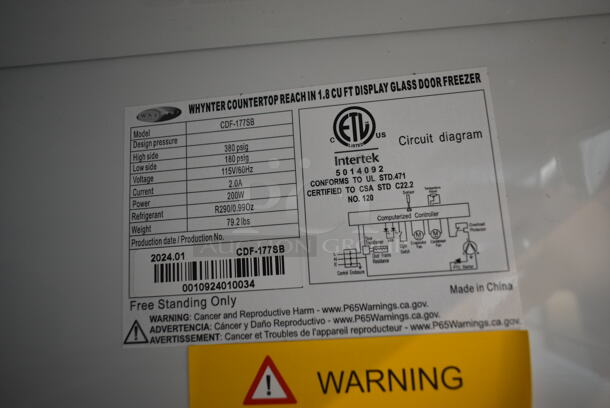 WHYNTER COUNTERTOP REACH IN 1.8 CU FT DISPLAY GLASS DOOR FREEZER
Model CDF-177SB
Design pressure
High side 380 psig
Low side 180 psig
Voltage 115V/60Hz
Current 2.0A
Power 200W
Refrigerant R290/0.99Oz
Weight 79.2lbs
Production date / Production No.
2024.01 CDF-177SB
0010924010034
ETL
LISTED
C US
Intertek
5014092
CONFORMS TO UL STD.471
CERTIFIED TO CSA STD C22.2
NO. 120
Circuit diagram
Computerized Controller
Free Standing Only
Made in China
WARNING: Cancer and Reproductive Harm - www.P65Warnings.ca.gov.
ADVERTENCIA: Cáncer y Daño Reproductivo - www.P65Warnings.ca.gov.
AVERTISSEMENT: Cancer et Troubles de l'appareil reproducteur - www.P65Warnings.ca.gov.
WARNING